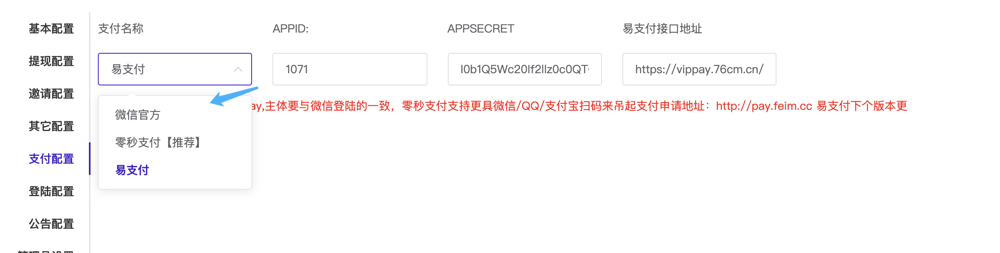 基本配置
提现配置
邀请配置
其它配置
支付配置
登陆配置
公告配置
支付名称
APPID:
APPSECRET
易支付接口地址
易支付
1071
https://vippay.76cm.cn/
ay,主体要与微信登陆的一致，零秒支付支持更具微信/QQ/支付宝扫码来吊起支付申请地址：http://pay.feim.cc 易支付下个版本更
微信官方
零秒支付【推荐】
易支付